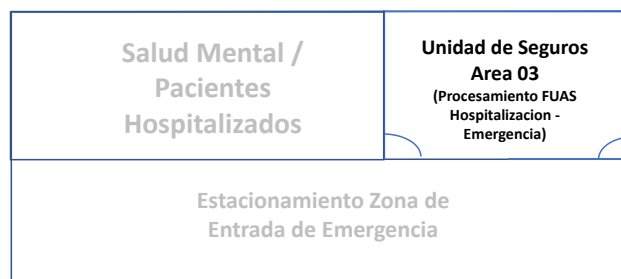 Salud Mental /
Pacientes
Hospitalizados
Unidad de Seguros
Area 03
(Procesamiento FUAS
Hospitalizacion -
Emergencia)
Estacionamiento Zona de
Entrada de Emergencia